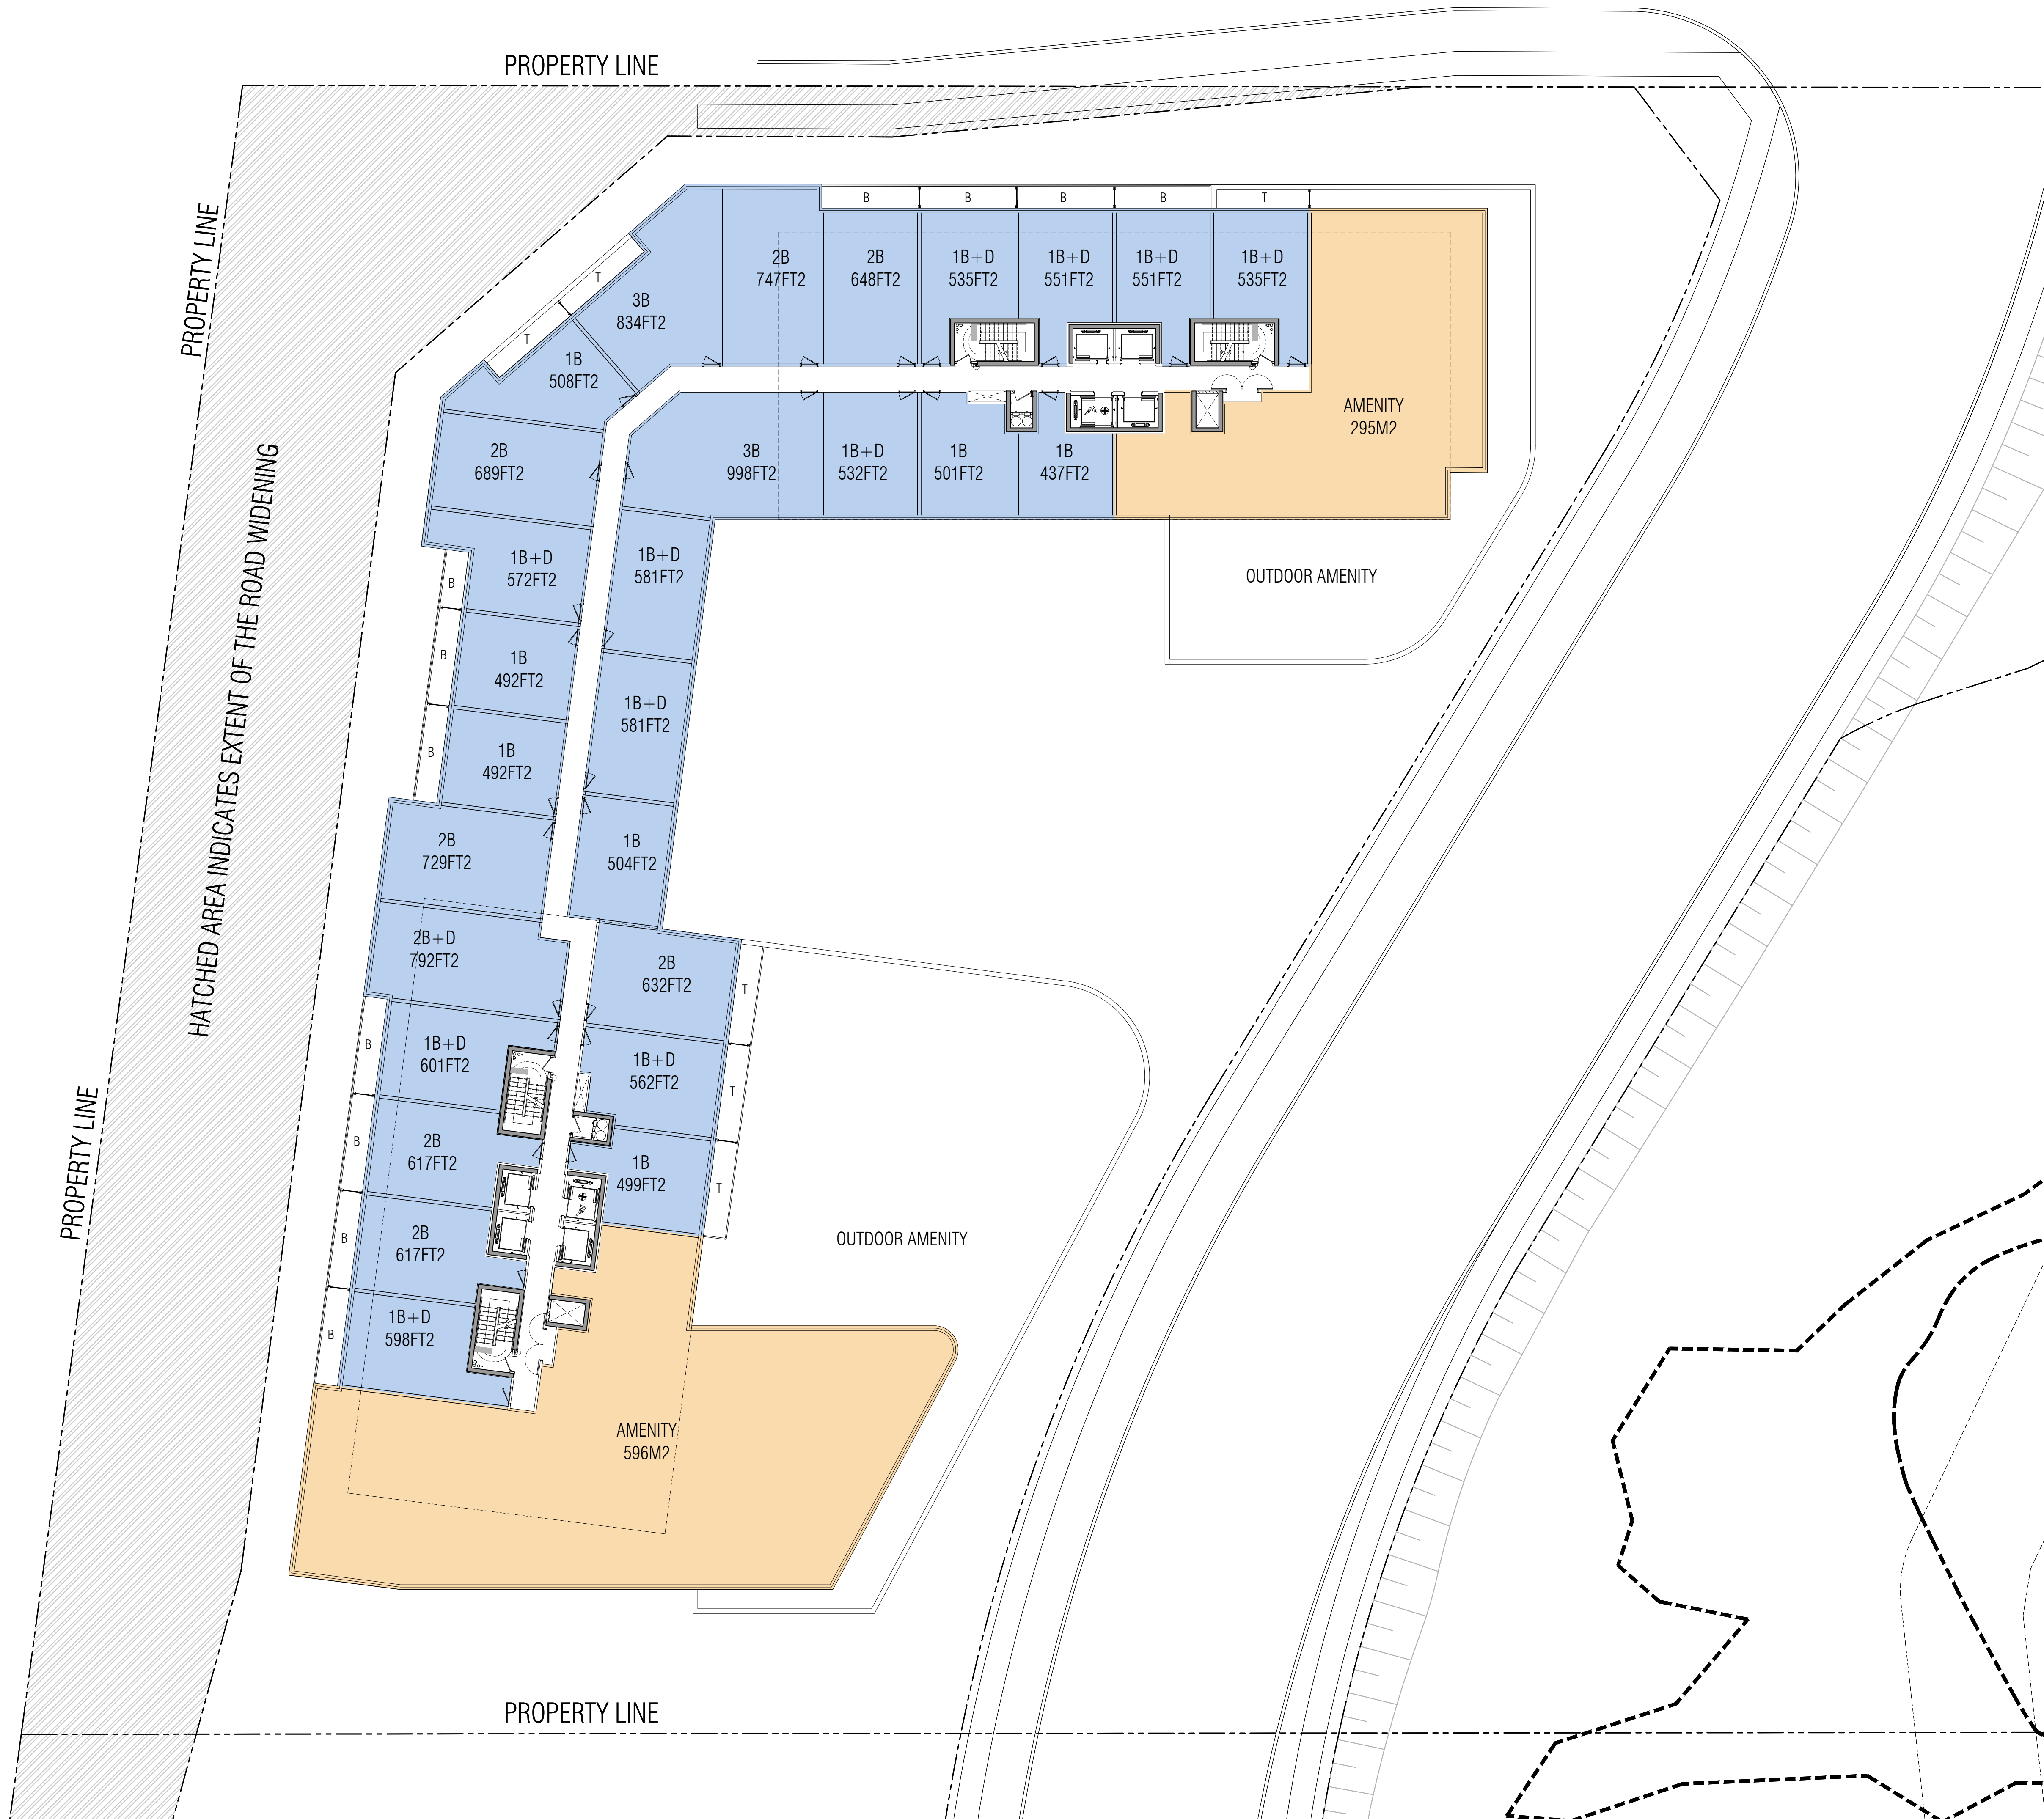 PROPERTY LINE
PROPERTY LINE
HATCHED AREA INDICATES EXTENT OF THE ROAD WIDENING
PROPERTY LINE
B
B
B
B
T
2B
747FT2
2B
648FT2
1B+D
535FT2
1B+D
551FT2
1B+D
551FT2
1B+D
535FT2
T
3B
834FT2
T
1B
508FT2
AMENITY
295M2
2B
689FT2
3B
998FT2
1B+D
532FT2
1B
501FT2
1B
437FT2
OUTDOOR AMENITY
B
1B+D
572FT2
1B+D
581FT2
B
1B
492FT2
1B+D
581FT2
B
1B
492FT2
2B
729FT2
1B
504FT2
2B+D
792FT2
2B
632FT2
T
B
1B+D
601FT2
1B+D
562FT2
T
B
2B
617FT2
1B
499FT2
T
B
2B
617FT2
OUTDOOR AMENITY
B
1B+D
598FT2
AMENITY
596M2
PROPERTY LINE